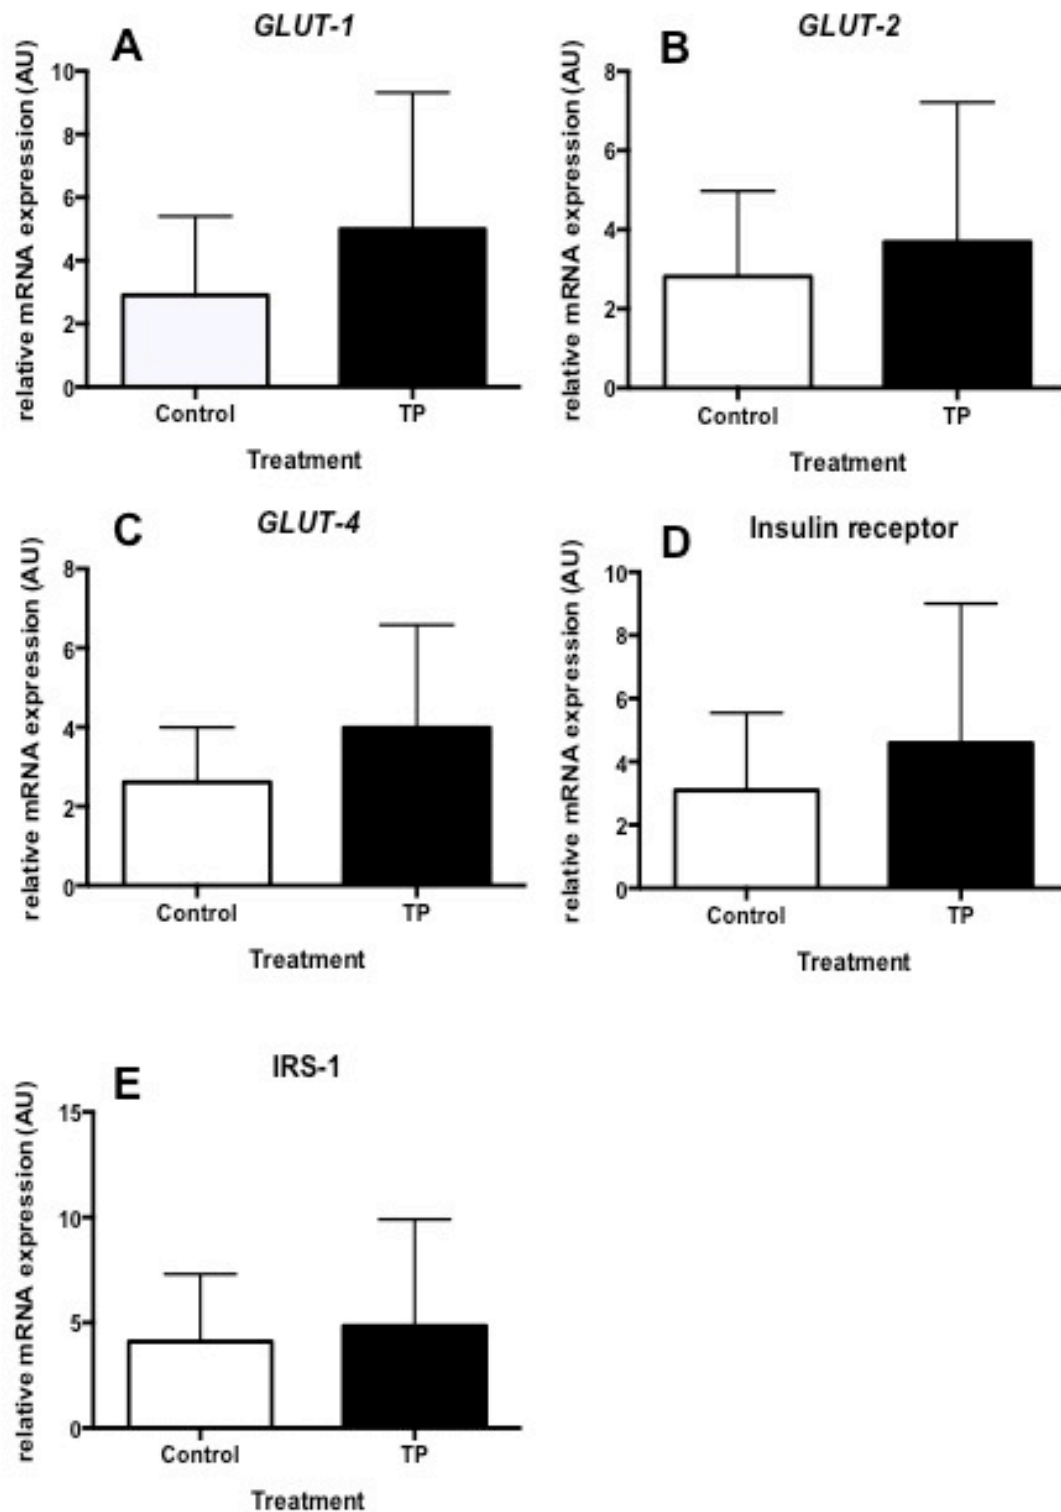 A
GLUT-1
relative mRNA expression (AU)
10
8
6
4
2
0
Control
TP
Treatment
B
GLUT-2
relative mRNA expression (AU)
8
6
4
2
0
Control
TP
Treatment
C
GLUT-4
relative mRNA expression (AU)
8
6
4
2
0
Control
TP
Treatment
D
Insulin receptor
relative mRNA expression (AU)
10
8
6
4
2
0
Control
TP
Treatment
E
IRS-1
relative mRNA expression (AU)
15
10
5
0
Control
TP
Treatment